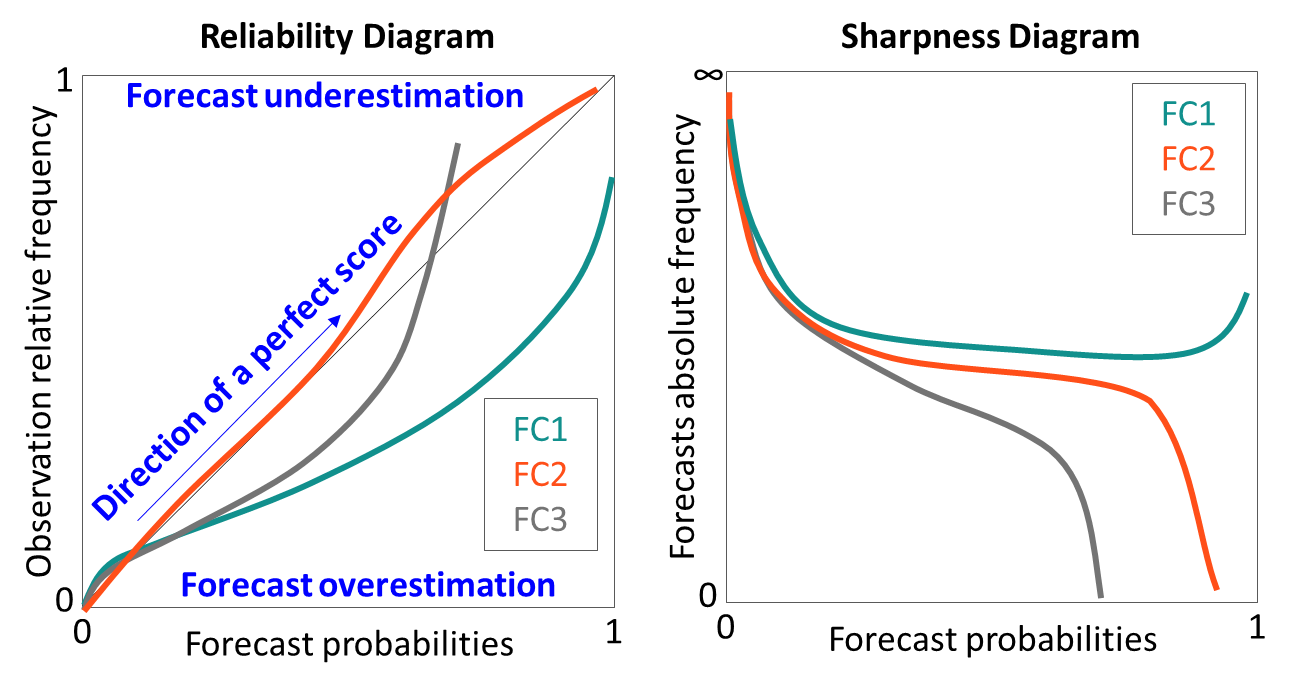 Reliability Diagram
1
Forecast underestimation
Observation relative frequency
Direction of a perfect score
FC1
FC2
FC3
Forecast overestimation
0
0
1
Forecast probabilities
Sharpness Diagram
∞
Forecasts absolute frequency
FC1
FC2
FC3
0
0
1
Forecast probabilities